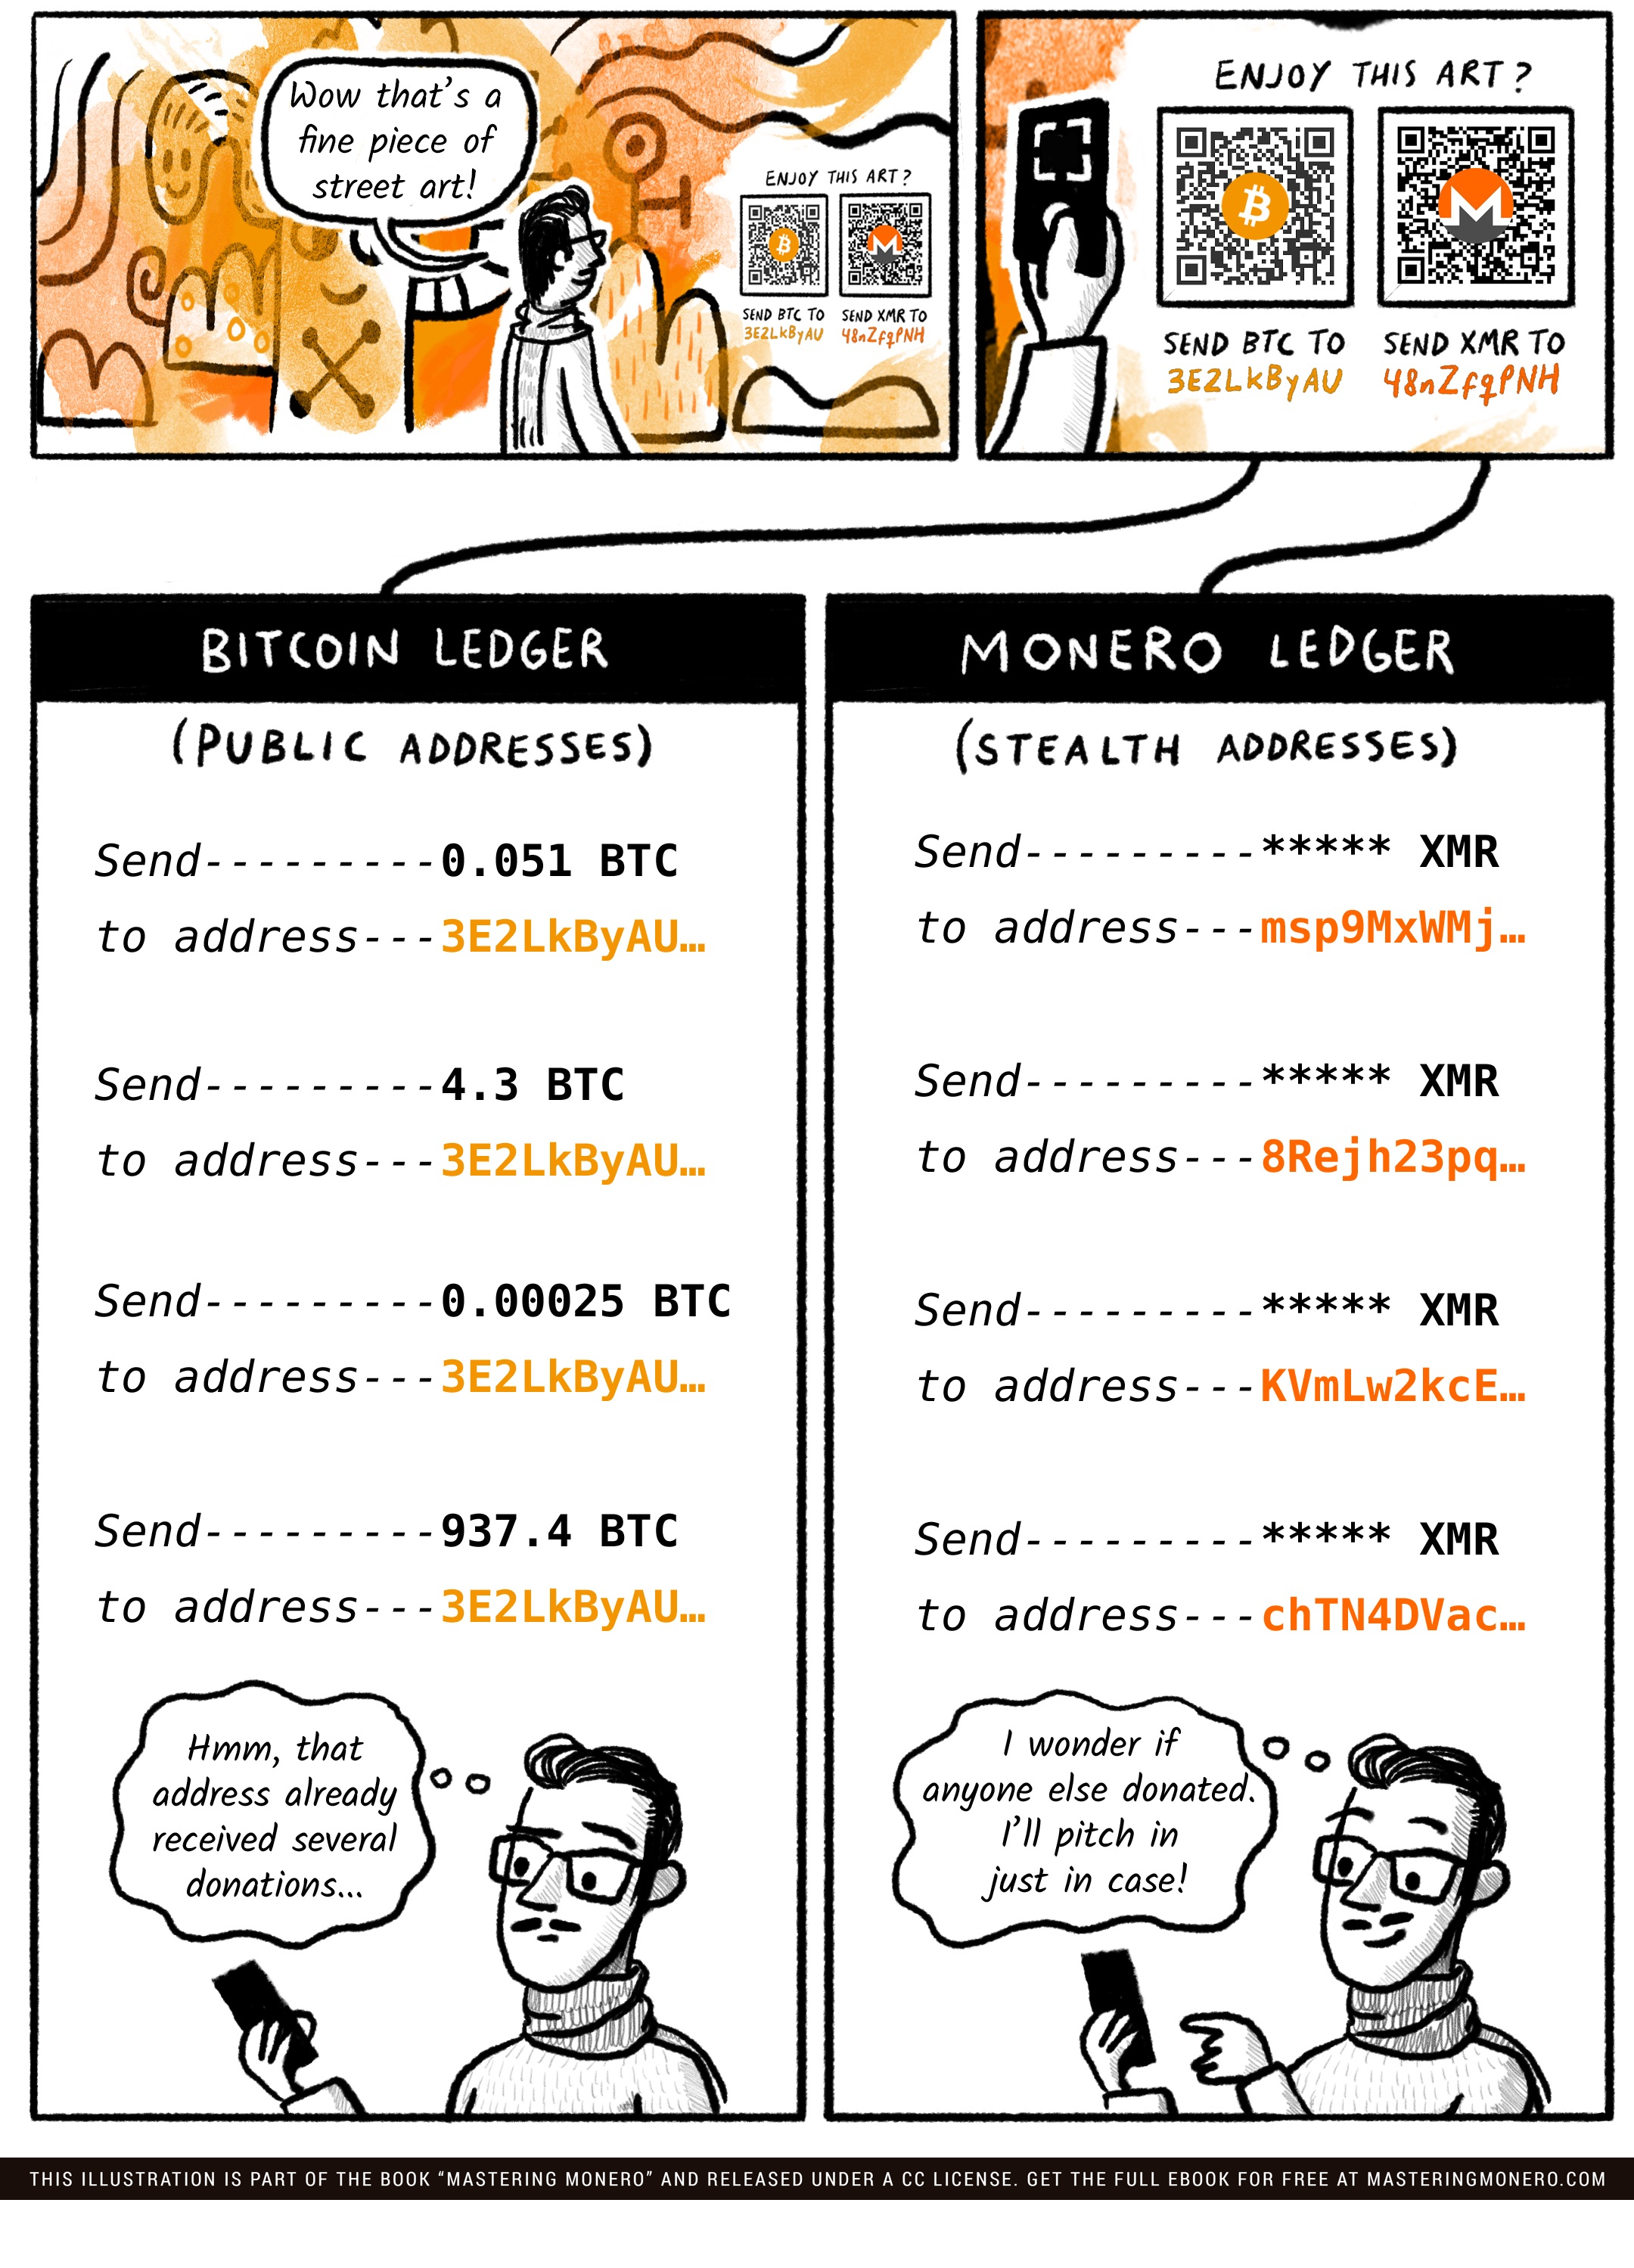 Wow that's a
fine piece of
street art!
ENJOY THIS ART?
SEND BTC TO
3E2LkByAU
SEND XMR TO
48nZfqPNH
ENJOY THIS ART?
SEND BTC TO
3E2LkByAU
SEND XMR TO
48nZfqPNH
BITCOIN LEDGER
(PUBLIC ADDRESSES)
Send---------0.051 BTC
to address---3E2LkByAU…
Send---------4.3 BTC
to address---3E2LkByAU…
Send---------0.00025 BTC
to address---3E2LkByAU…
Send---------937.4 BTC
to address---3E2LkByAU…
Hmm, that
address already
received several
donations...
MONERO LEDGER
(STEALTH ADDRESSES)
Send---------***** XMR
to address---msp9MxWMj…
Send---------***** XMR
to address---8Rejh23pq…
Send---------***** XMR
to address---KVmLw2kcE…
Send---------***** XMR
to address---chTN4DVac…
I wonder if
anyone else donated.
I'll pitch in
just in case!
THIS ILLUSTRATION IS PART OF THE BOOK “MASTERING MONERO” AND RELEASED UNDER A CC LICENSE. GET THE FULL EBOOK FOR FREE AT MASTERINGMONERO.COM